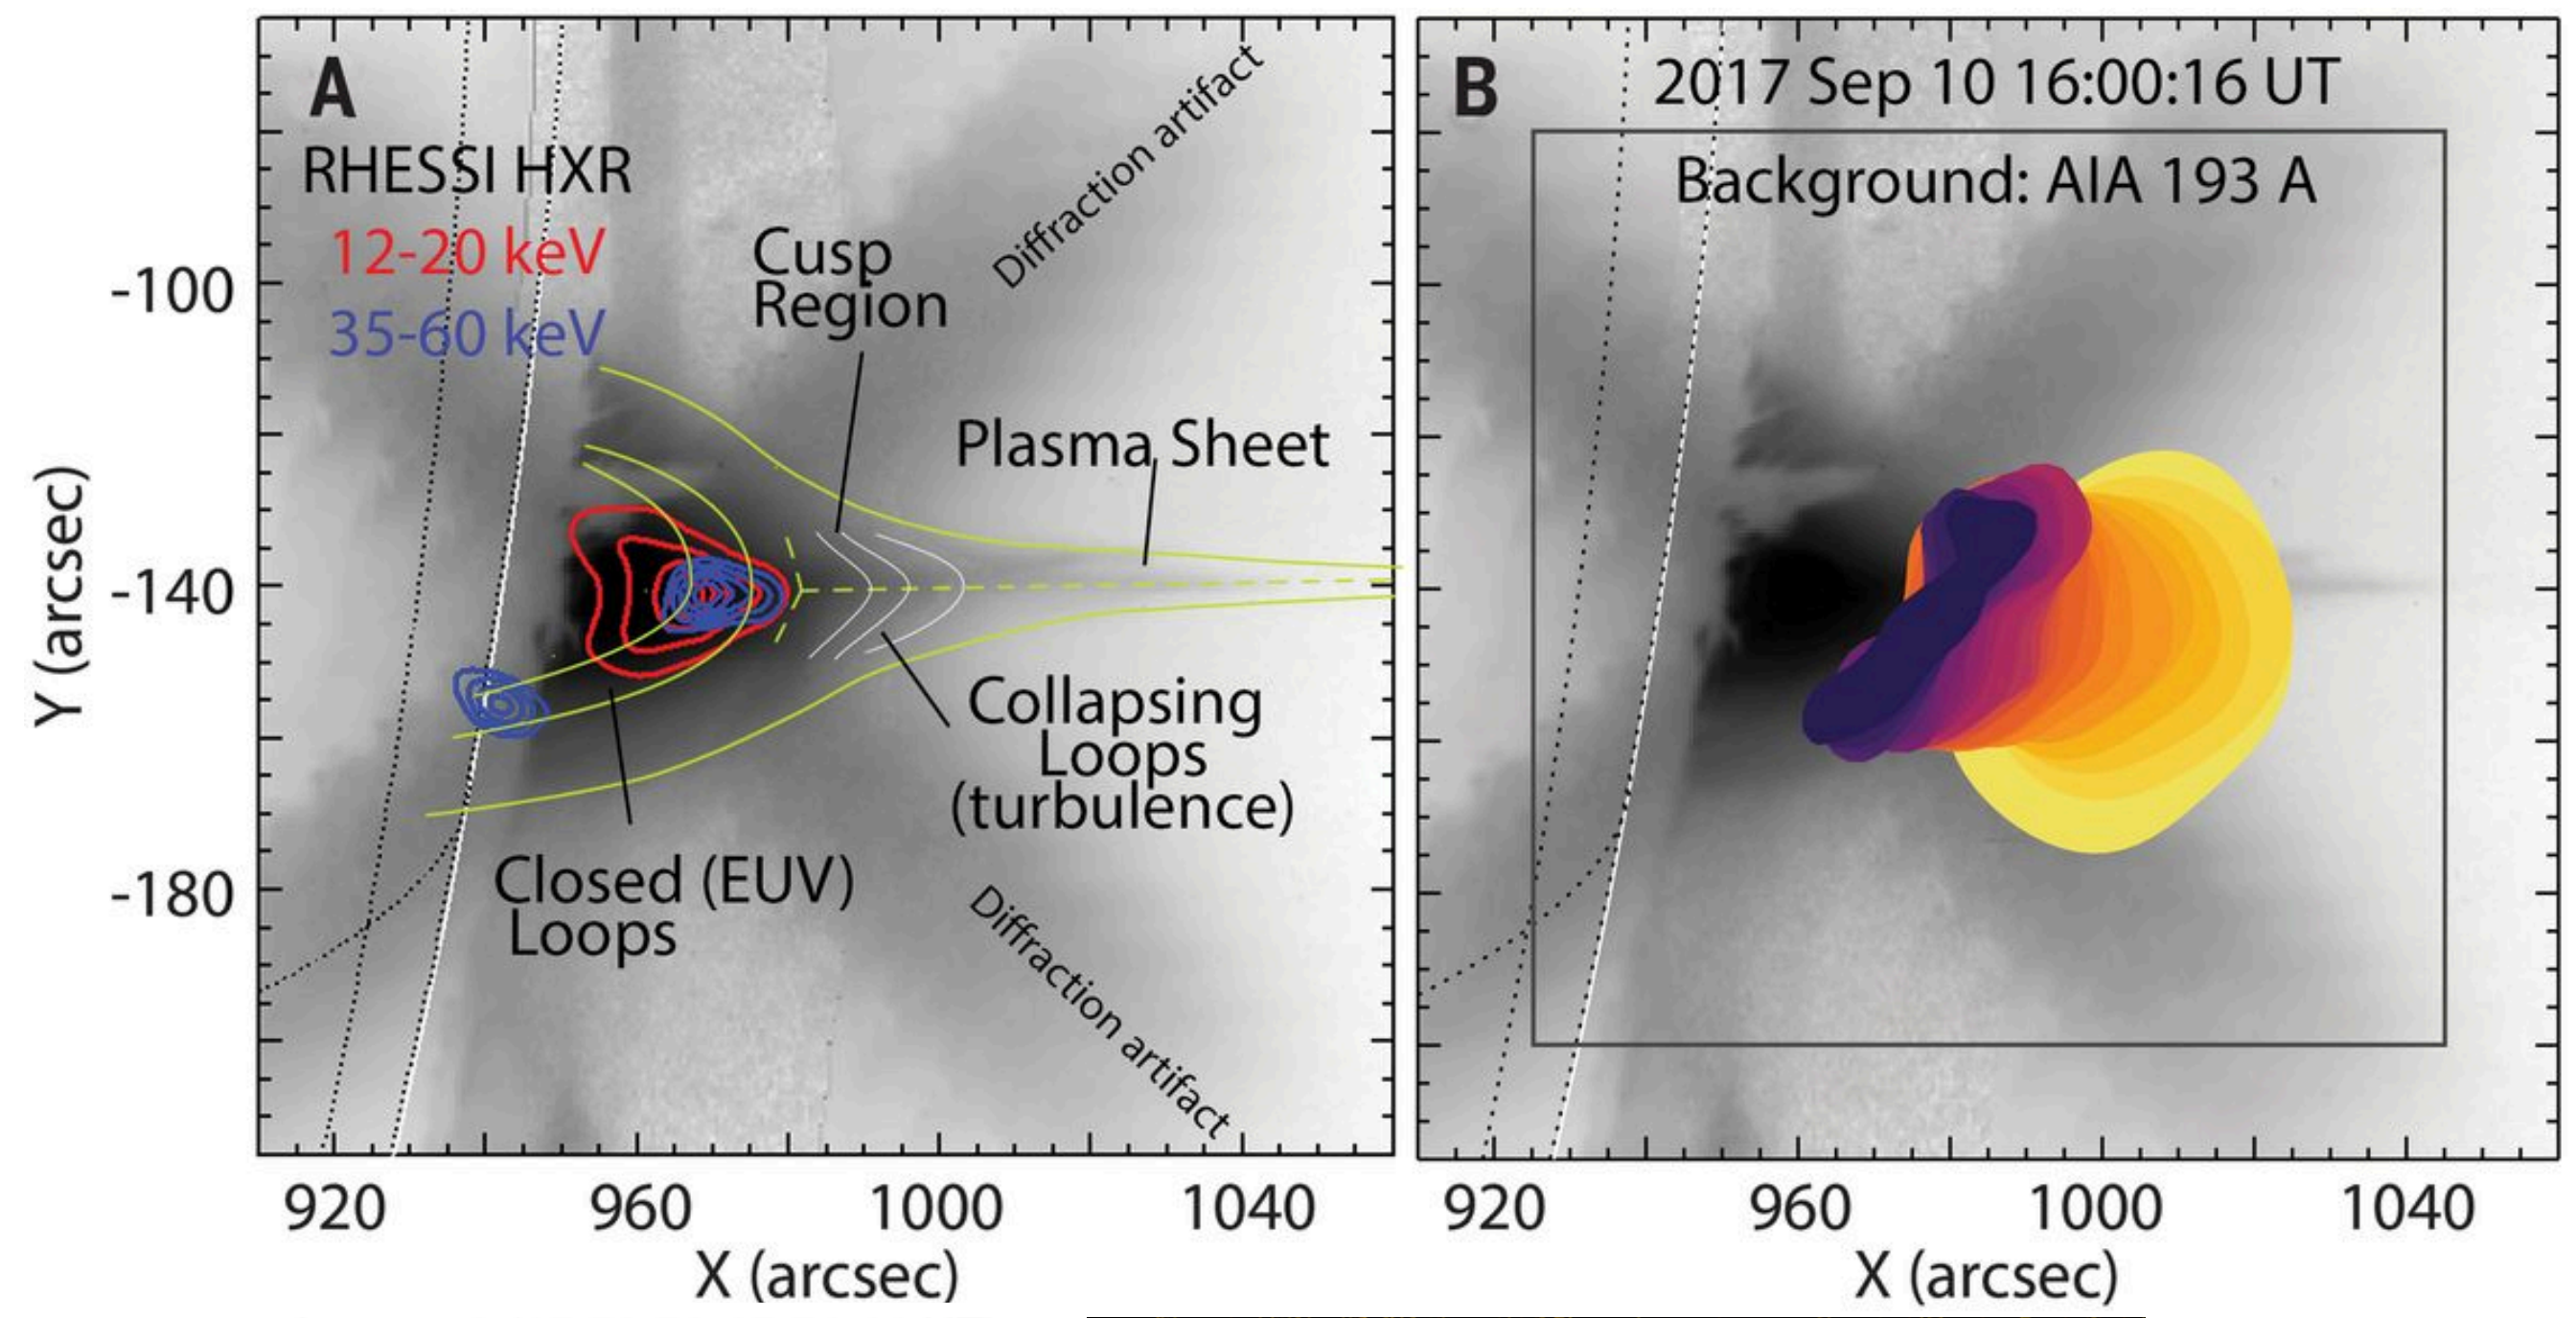 A
RHESSI HXR
12-20 keV
35-60 keV
Cusp
Region
Diffraction artifact
Plasma Sheet
Collapsing
Loops
(turbulence)
Closed (EUV)
Loops
Diffraction artifact
-100
-140
-180
Y (arcsec)
920
960
1000
1040
X (arcsec)
B
2017 Sep 10 16:00:16 UT
Background: AIA 193 A
920
960
1000
1040
X (arcsec)